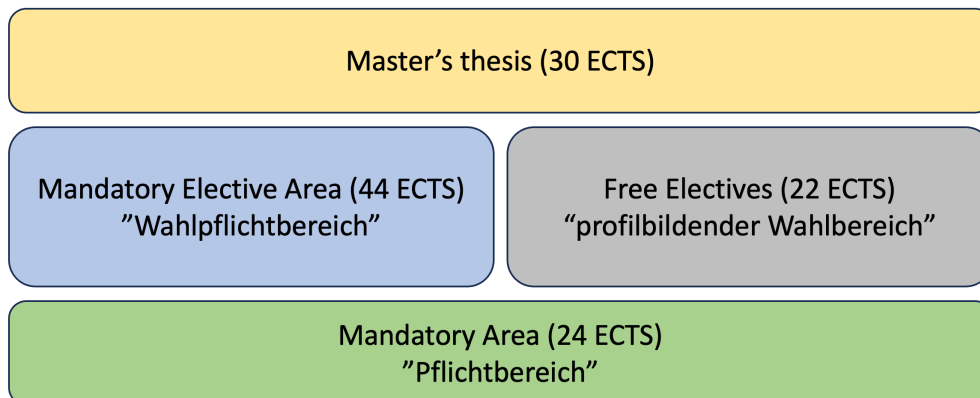 Master’s thesis (30 ECTS)
Mandatory Elective Area (44 ECTS)
”Wahlpflichtbereich”
Free Electives (22 ECTS)
“profilbildender Wahlbereich”
Mandatory Area (24 ECTS)
”Pflichtbereich”